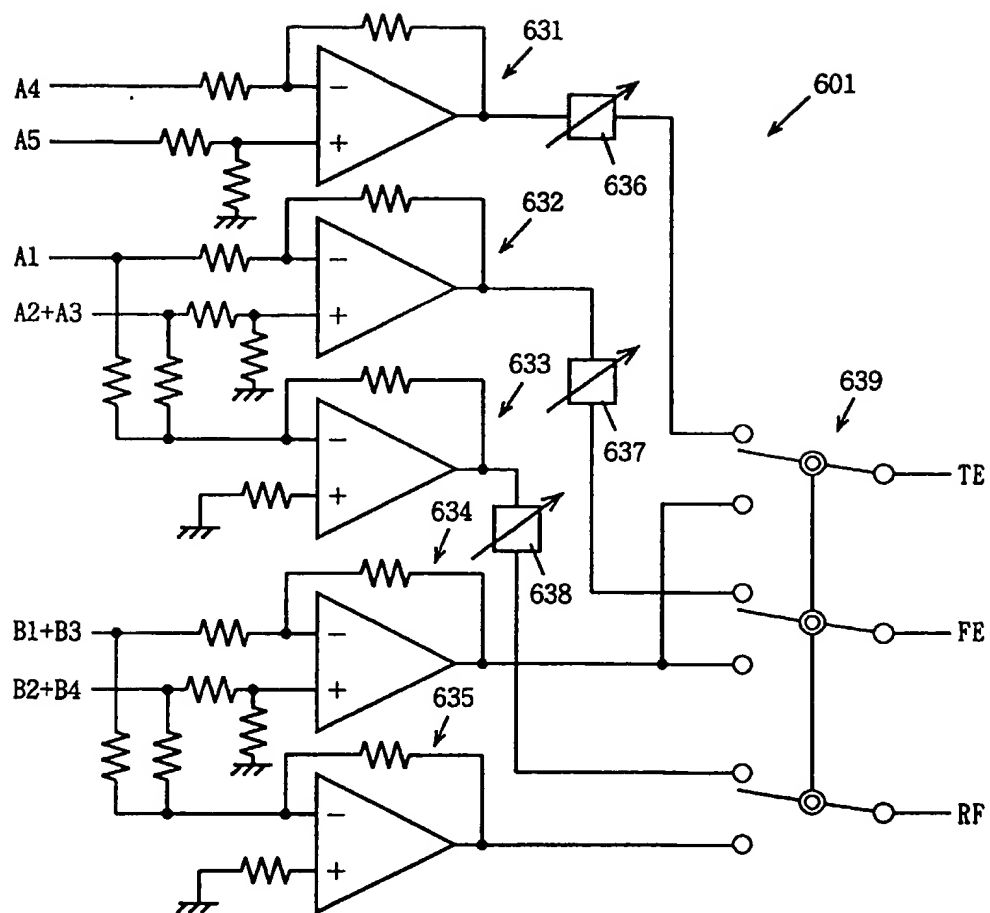 631
A4
−
601
A5
+
636
632
A1
−
A2+A3
+
633
637
639
−
TE
+
634
638
B1+B3
−
FE
B2+B4
+
635
−
RF
+